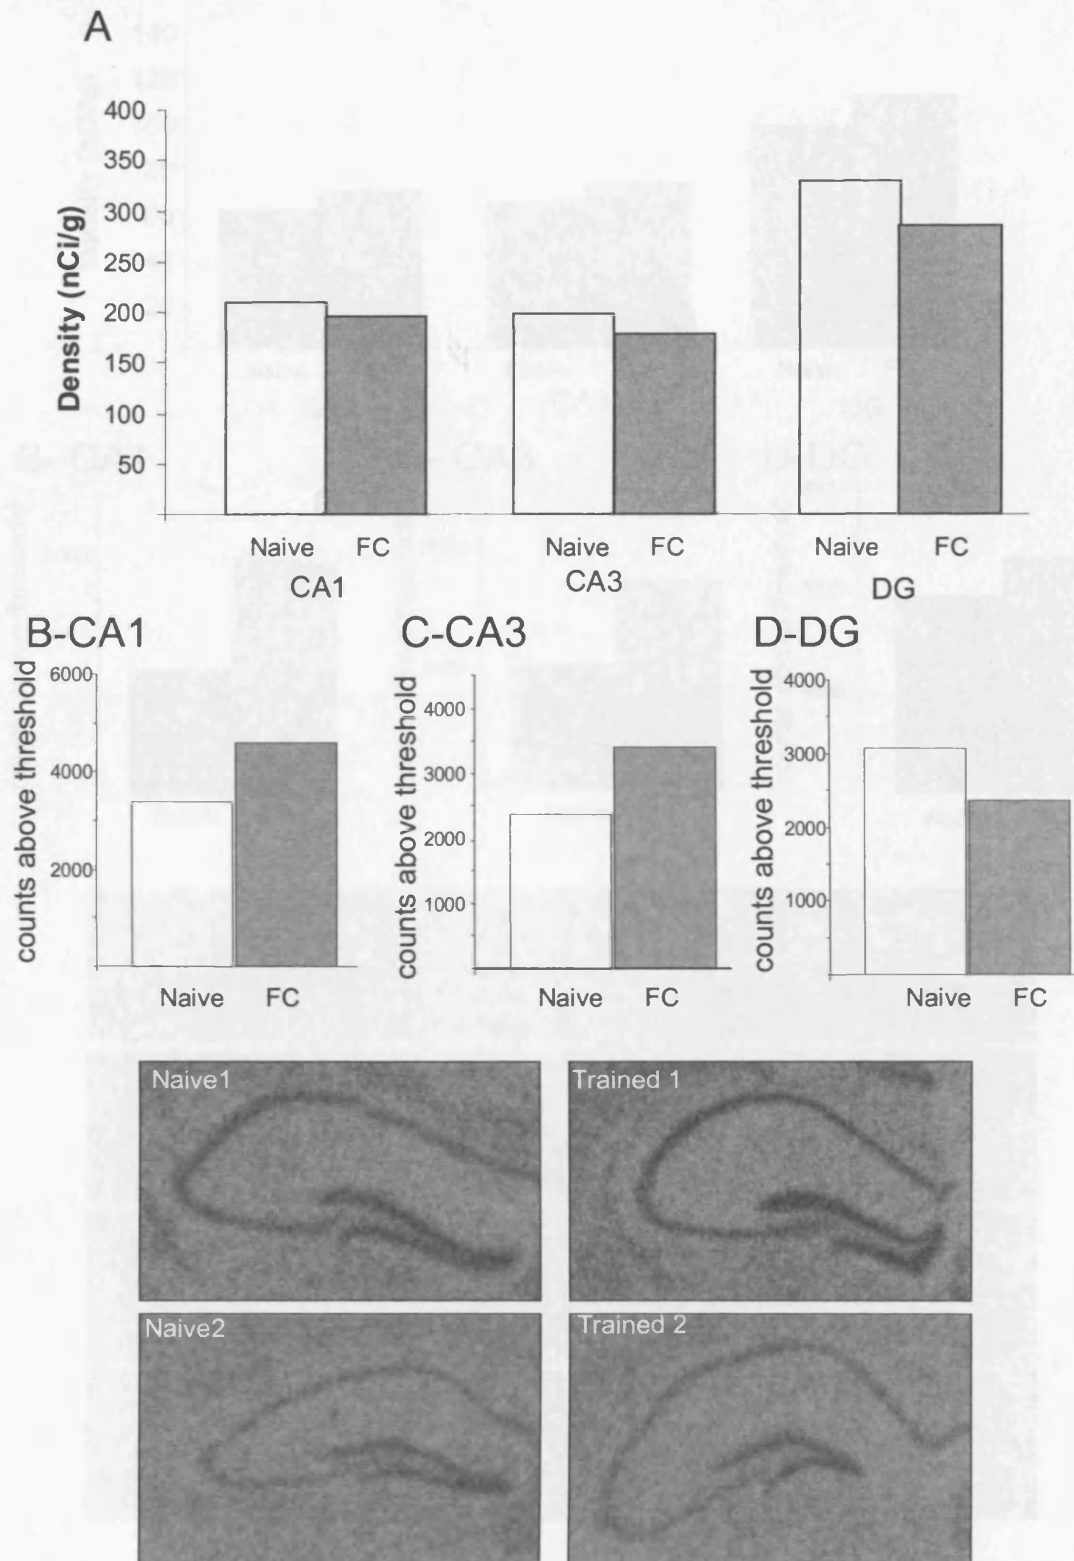 A
400
350
300
250
200
150
100
50
Density (nCi/g)
Naive FC Naive FC Naive FC
CA1 CA3 DG
B-CA1 C-CA3 D-DG
counts above threshold
6000
4000
2000
Naive FC
counts above threshold
4000
3000
2000
1000
Naive FC
counts above threshold
4000
3000
2000
1000
Naive FC
Naive1
Trained 1
Naive2
Trained 2